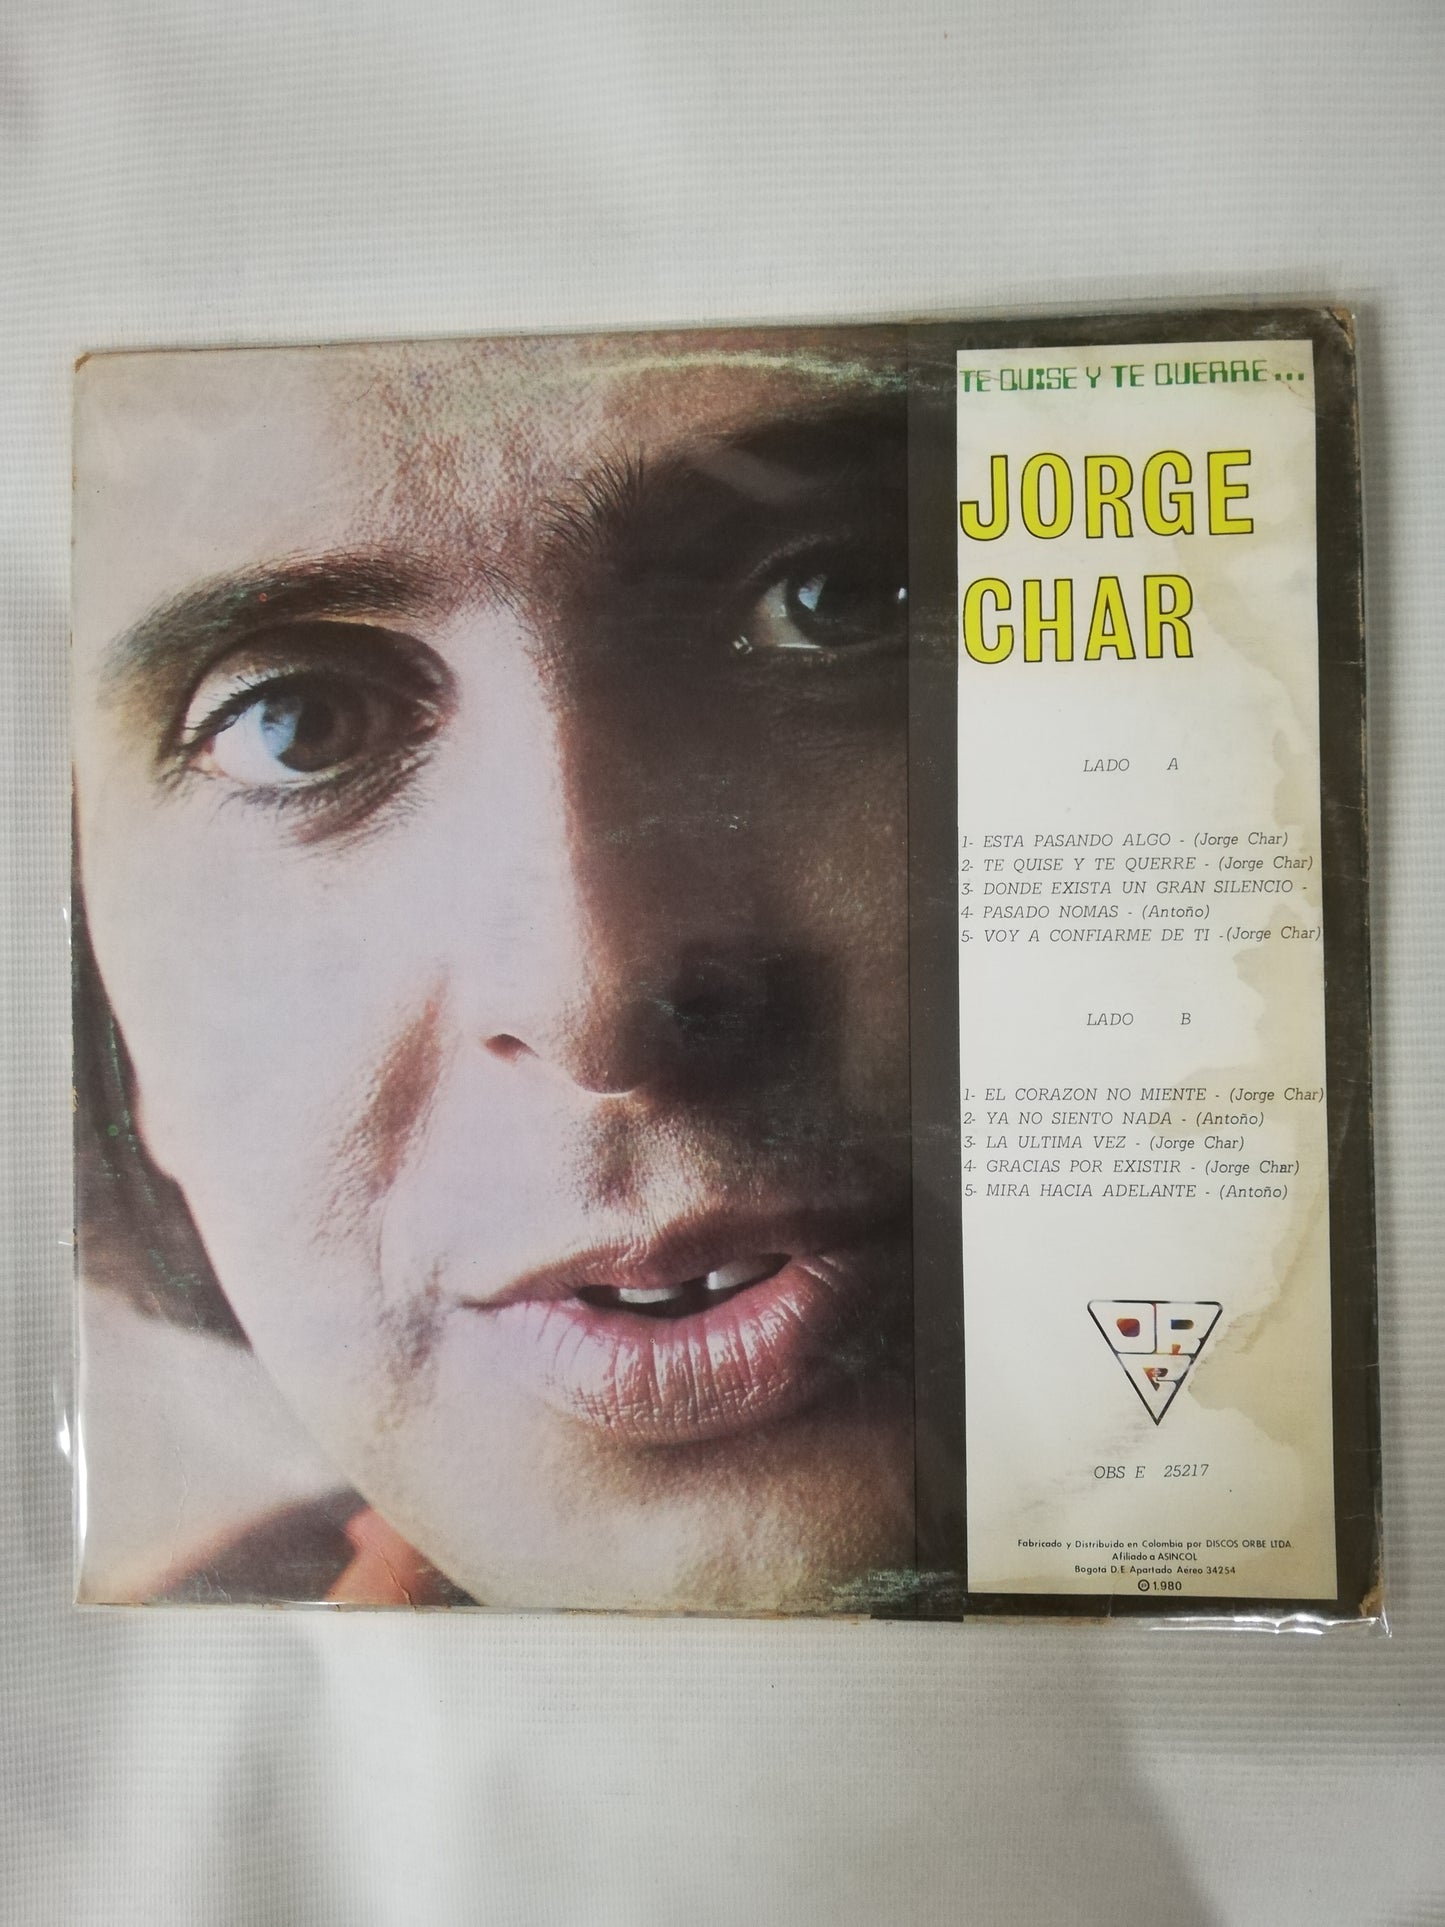 TE QUISE Y TE QUERRE...
JORGE
CHAR
LADO A
1- ESTA PASANDO ALGO - (Jorge Char)
2- TE QUISE Y TE QUERRE - (Jorge Char)
3- DONDE EXISTA UN GRAN SILENCIO -
4- PASADO NOMAS - (Antoño)
5- VOY A CONFIARME DE TI -(Jorge Char)
LADO B
1- EL CORAZON NO MIENTE - (Jorge Char)
2- YA NO SIENTO NADA - (Antoño)
3- LA ULTIMA VEZ - (Jorge Char)
4- GRACIAS POR EXISTIR - (Jorge Char)
5- MIRA HACIA ADELANTE - (Antoño)
ORBE
OBS E 25217
Fabricado y Distribuido en Colombia por DISCOS ORBE LTDA.
Afiliado a ASINCOL
Bogotá D.E. Apartado Aéreo 34254
℗ 1.980